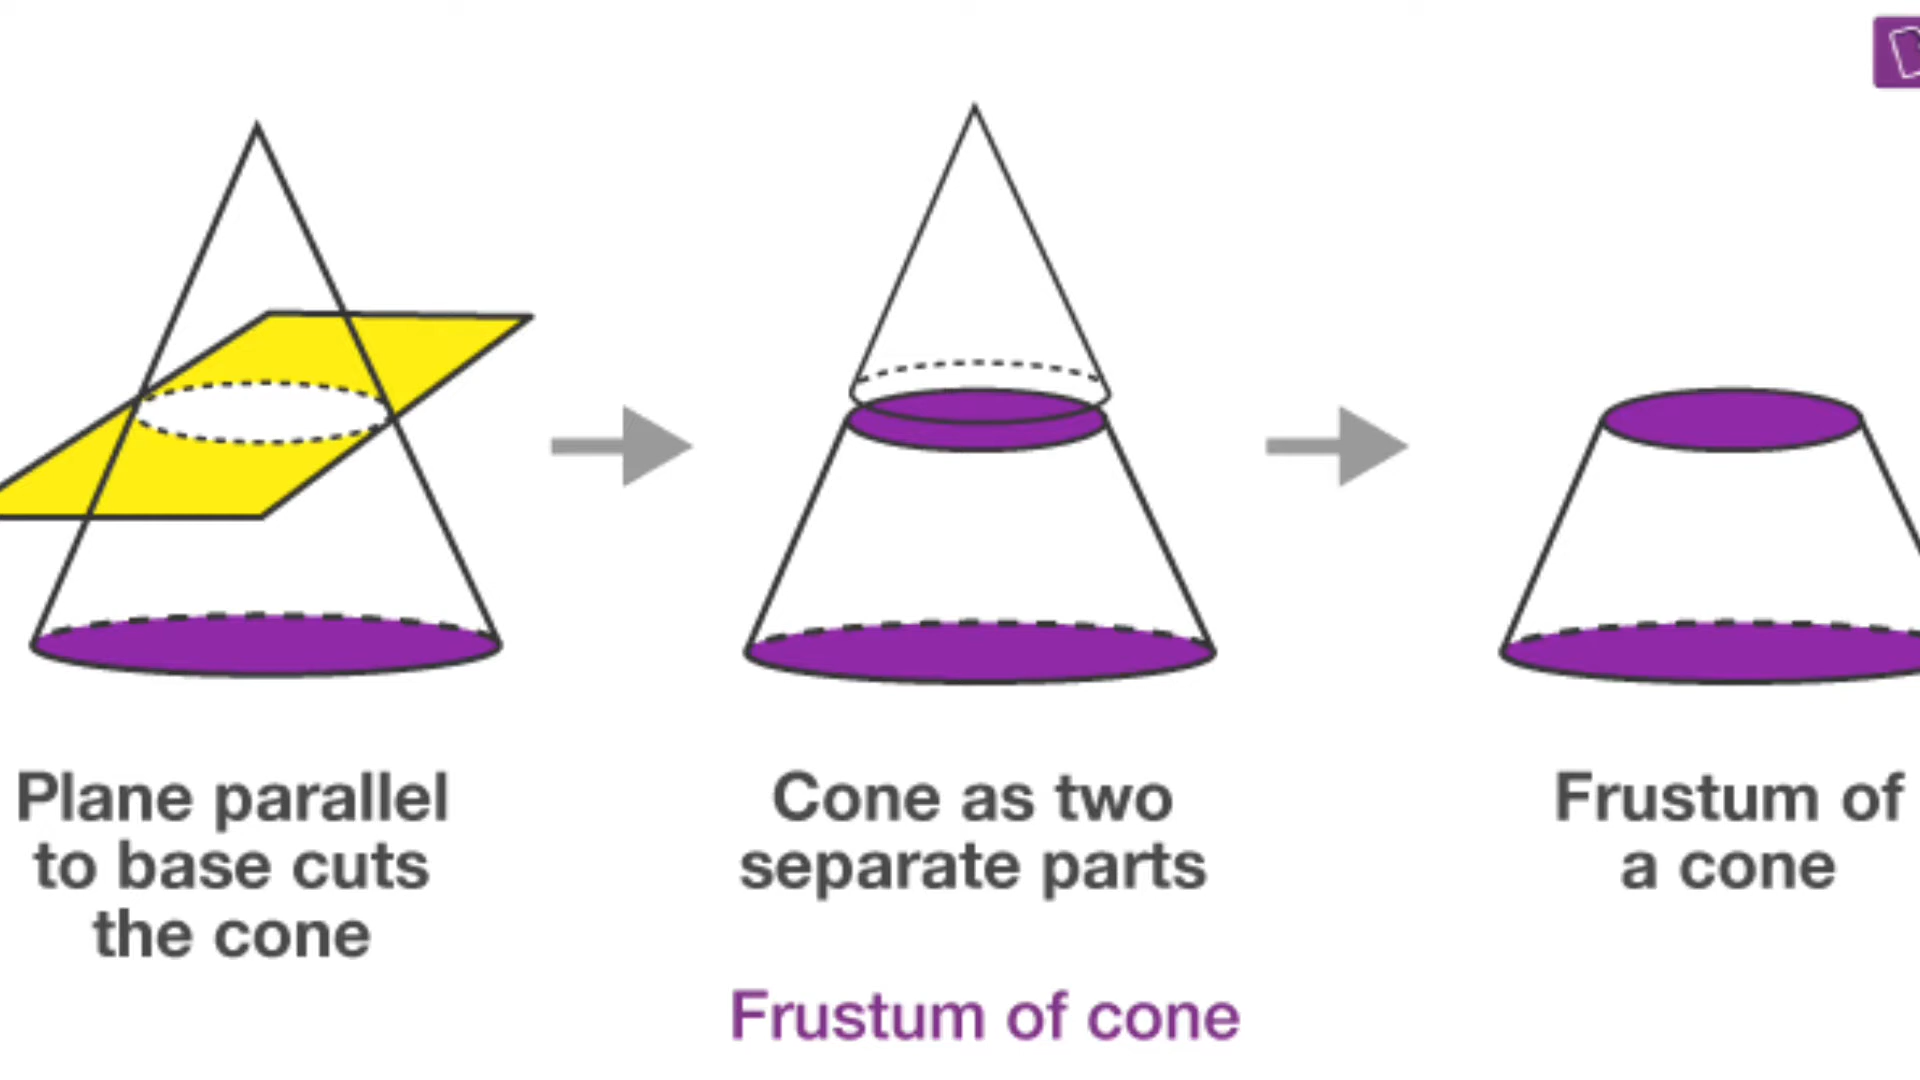 Plane parallel
to base cuts
the cone
Cone as two
separate parts
Frustum of
a cone
Frustum of cone